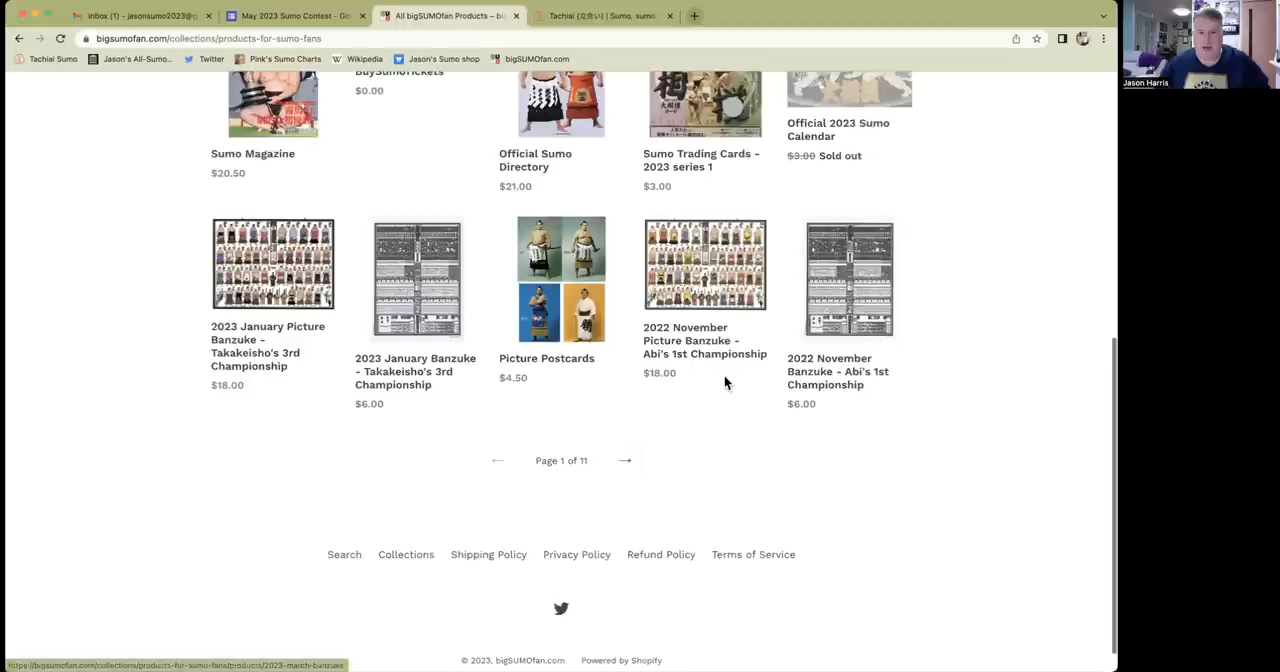 Inbox (1) - jasonsumo2023@g
May 2023 Sumo Contest - Go
All bigSUMOfan Products – bi
Tachiai (立合い) | Sumo, sumo
bigsumofan.com/collections/products-for-sumo-fans
Tachiai Sumo
Jason's All-Sumo...
Twitter
Pink's Sumo Charts
Wikipedia
Jason's Sumo shop
bigSUMOfan.com
Jason Harris
BuySumoTickets
$0.00
Sumo Magazine
$20.50
Official Sumo
Directory
$21.00
Sumo Trading Cards -
2023 series 1
$3.00
Official 2023 Sumo
Calendar
$3.00 Sold out
2023 January Picture
Banzuke -
Takakeisho's 3rd
Championship
$18.00
2023 January Banzuke
- Takakeisho's 3rd
Championship
$6.00
Picture Postcards
$4.50
2022 November
Picture Banzuke -
Abi's 1st Championship
$18.00
2022 November
Banzuke - Abi's 1st
Championship
$6.00
← Page 1 of 11 →
Search
Collections
Shipping Policy
Privacy Policy
Refund Policy
Terms of Service
© 2023, bigSUMOfan.com
Powered by Shopify
https://bigsumofan.com/collections/products-for-sumo-fans/products/2023-march-banzuke